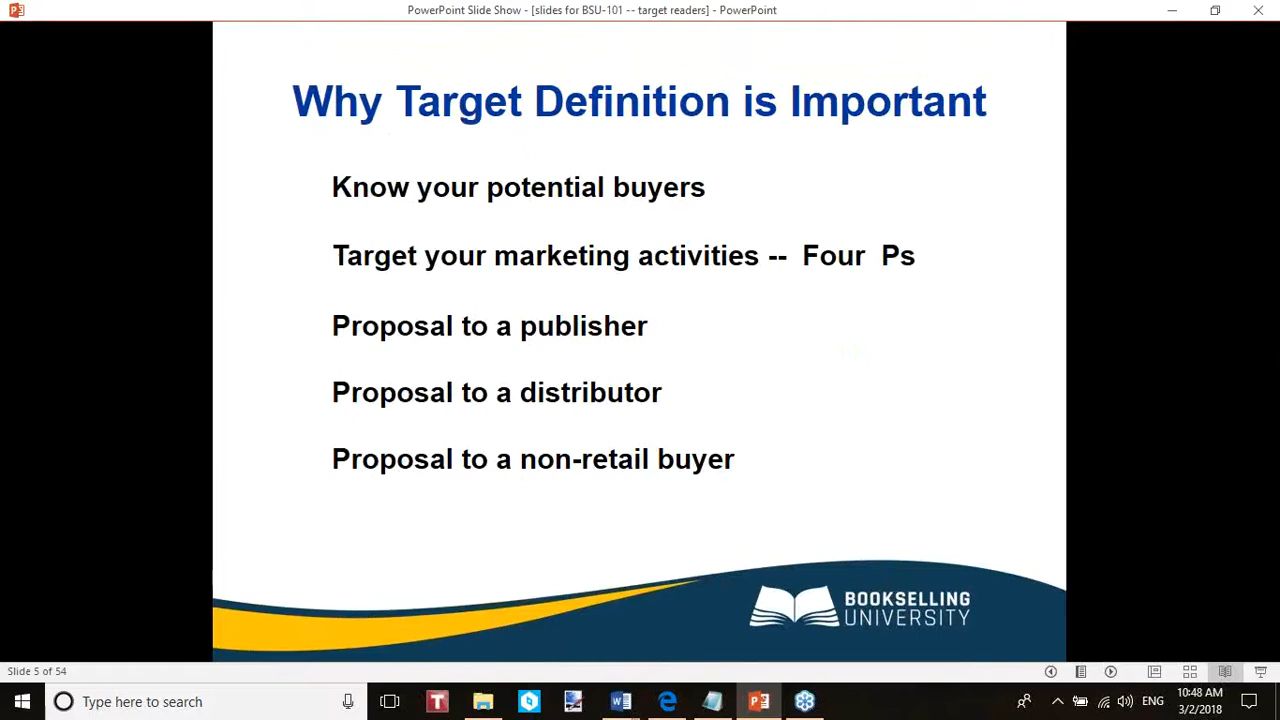 PowerPoint Slide Show - [slides for BSU-101 -- target readers] - PowerPoint
Why Target Definition is Important
Know your potential buyers
Target your marketing activities -- Four Ps
Proposal to a publisher
Proposal to a distributor
Proposal to a non-retail buyer
BOOKSELLING
UNIVERSITY
Slide 5 of 54
Type here to search
ENG
10:48 AM
3/2/2018